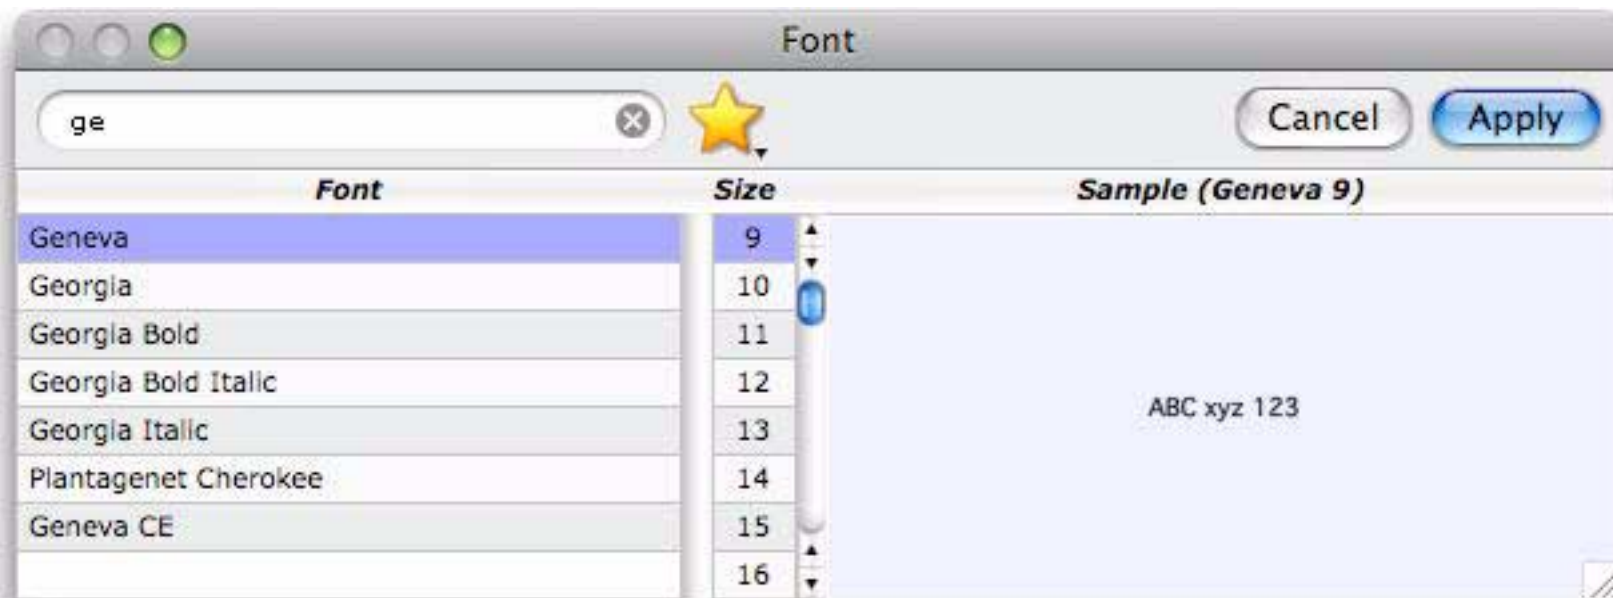 Font
ge
Cancel Apply
Font Size Sample (Geneva 9)
Geneva 9
Georgia 10
Georgia Bold 11
Georgia Bold Italic 12
ABC xyz 123
Georgia Italic 13
Plantagenet Cherokee 14
Geneva CE 15
16